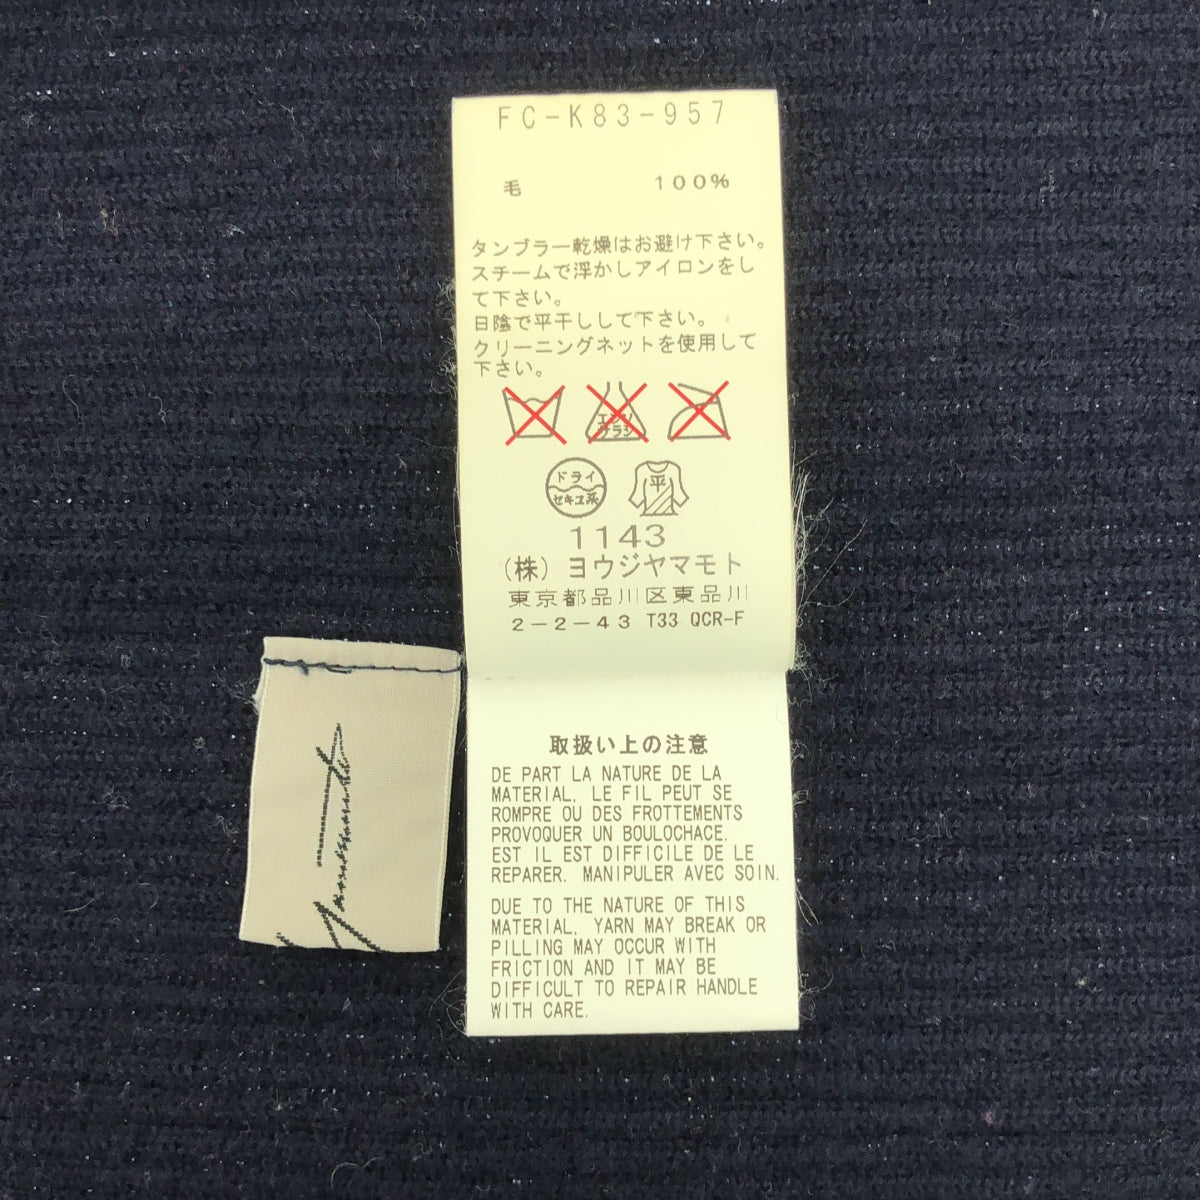 FC-K83-957
毛 100%
タンブラー乾燥はお避け下さい。
スチームで浮かしアイロンをし
て下さい。
日陰で平干しして下さい。
クリーニングネットを使用して
下さい。
エンソ
サラシ
ドライ
セキユ系
平
1143
(株) ヨウジヤマモト
東京都品川区東品川
2-2-43 T33 QCR-F
取扱い上の注意
DE PART LA NATURE DE LA
MATERIAL, LE FIL PEUT SE
ROMPRE OU DES FROTTEMENTS
PROVOQUER UN BOULOCHACE.
EST IL EST DIFFICILE DE LE
REPARER. MANIPULER AVEC SOIN.
DUE TO THE NATURE OF THIS
MATERIAL, YARN MAY BREAK OR
PILLING MAY OCCUR WITH
FRICTION AND IT MAY BE
DIFFICULT TO REPAIR HANDLE
WITH CARE.
Yamamoto